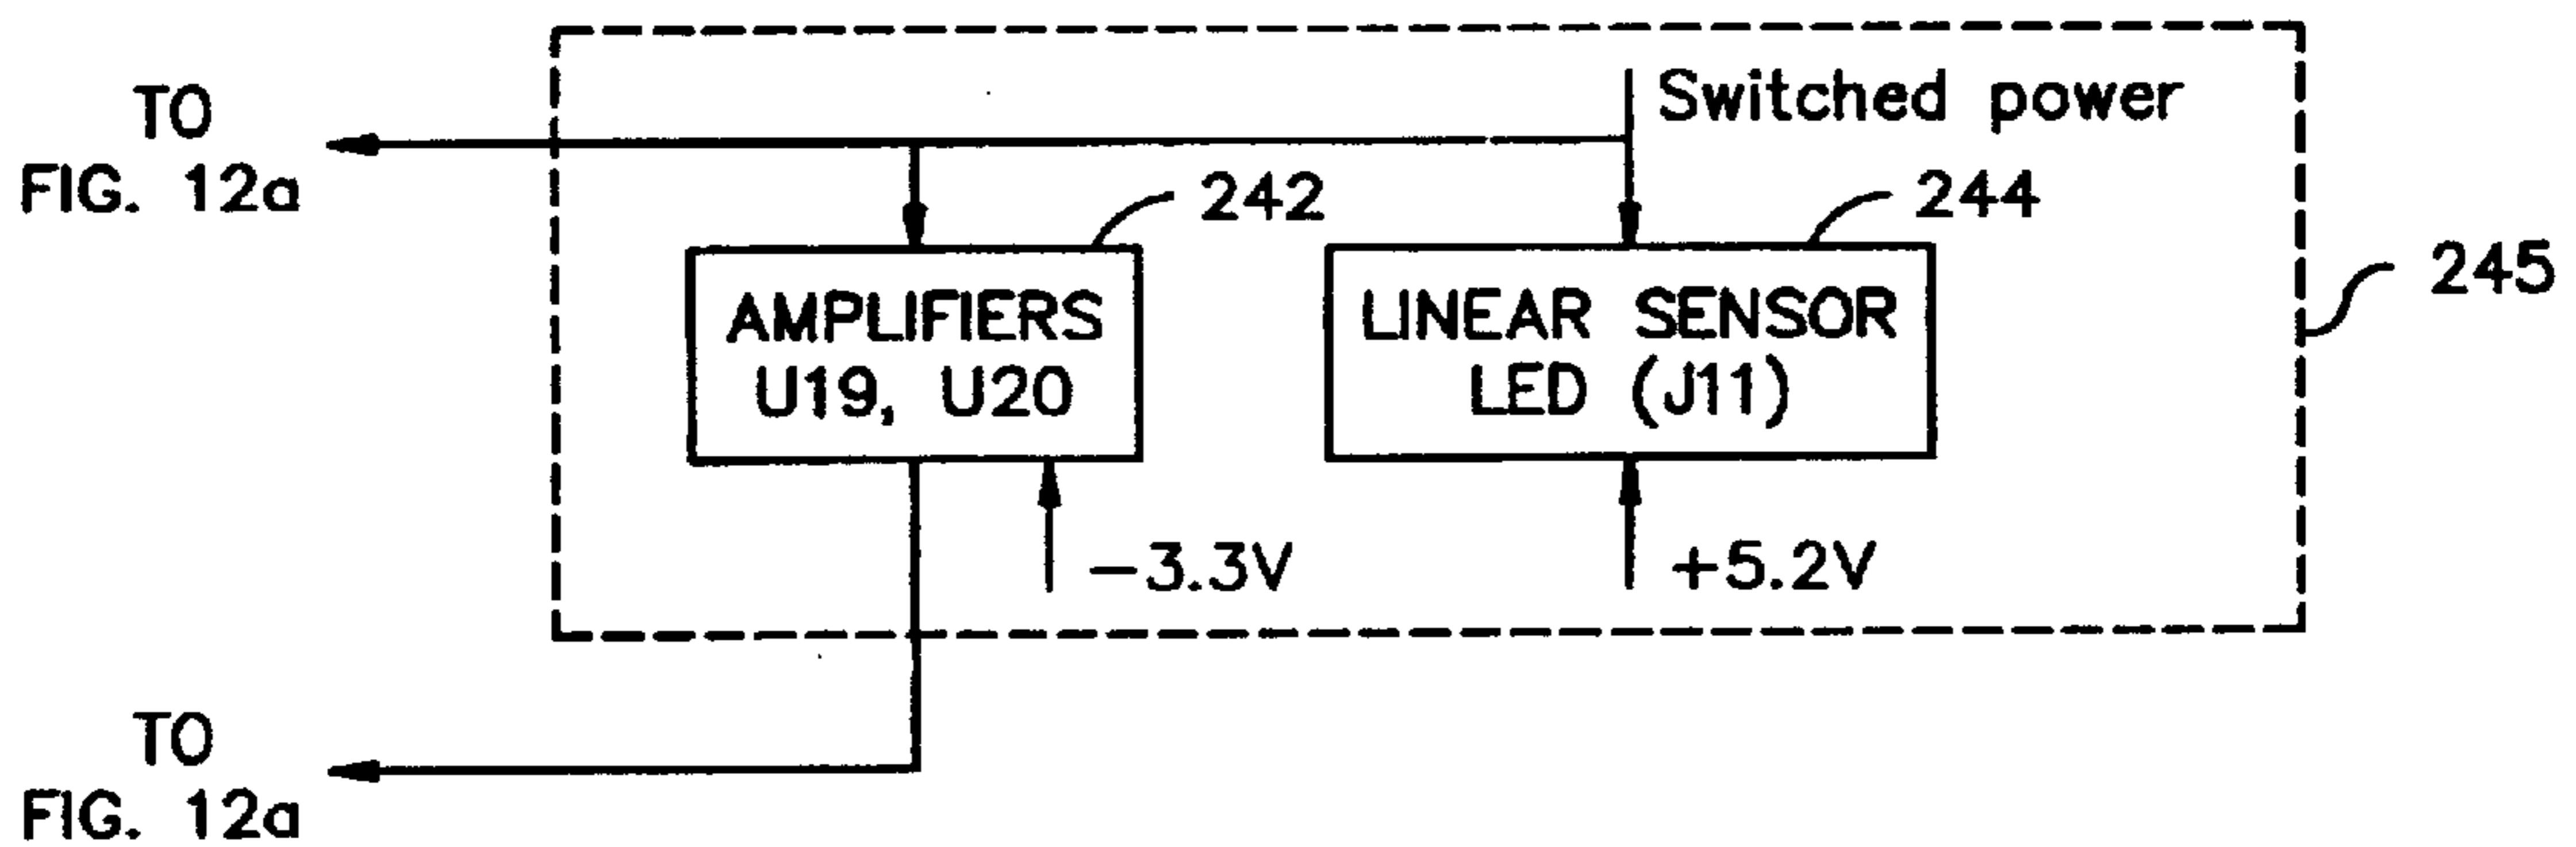 Switched power
TO
FIG. 12a
242
244
245
AMPLIFIERS
U19, U20
LINEAR SENSOR
LED (J11)
-3.3V
+5.2V
TO
FIG. 12a